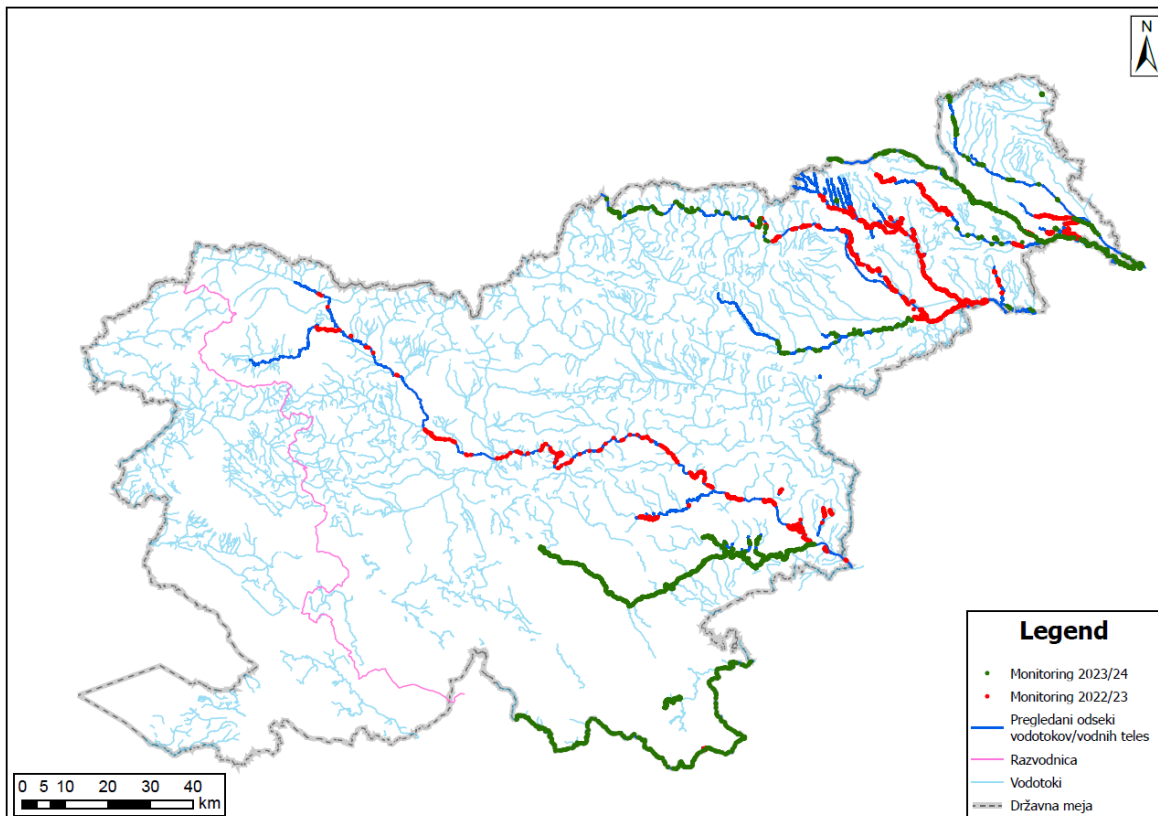 N
Legend
Monitoring 2023/24
Monitoring 2022/23
Pregledani odseki
vodotokov/vodnih teles
Razvodnica
Vodotoki
Državna meja
0 5 10 20 30 40
km